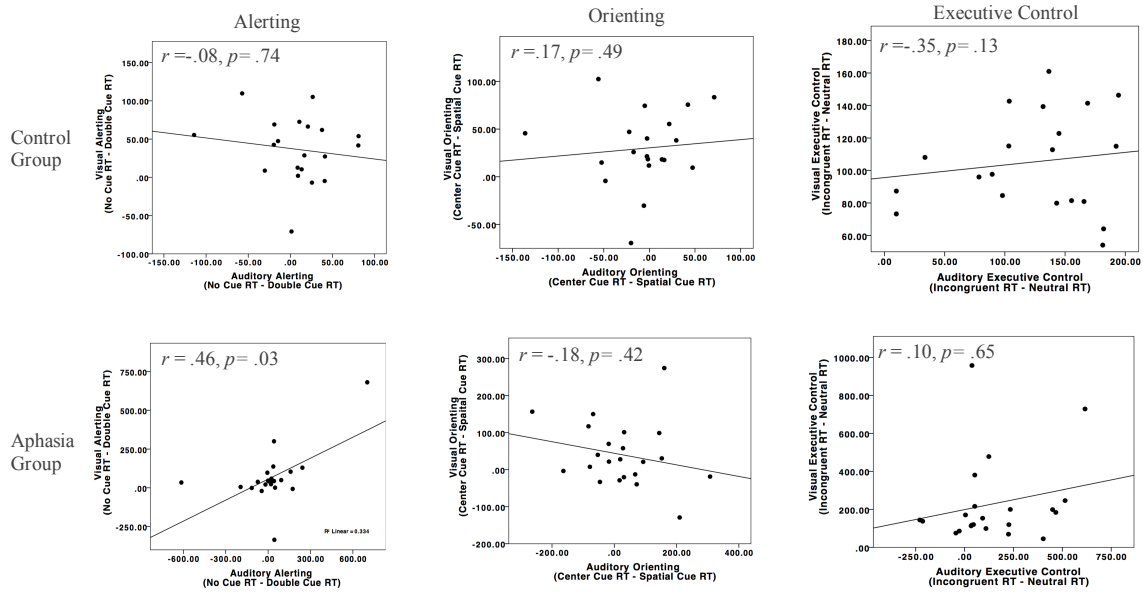 Alerting
Orienting
Executive Control
Control
Group
r =-.08, p= .74
150.00
100.00
50.00
.00
-50.00
-100.00
Visual Alerting
(No Cue RT - Double Cue RT)
-150.00 -100.00 -50.00 .00 50.00 100.00
Auditory Alerting
(No Cue RT - Double Cue RT)
r =.17, p= .49
100.00
50.00
.00
-50.00
Visual Orienting
(Center Cue RT - Spatial Cue RT)
-150.00 -100.00 -50.00 .00 50.00 100.00
Auditory Orienting
(Center Cue RT - Spatial Cue RT)
r =-.35, p= .13
180.00
160.00
140.00
120.00
100.00
80.00
60.00
Visual Executive Control
(Incongruent RT - Neutral RT)
.00 50.00 100.00 150.00 200.00
Auditory Executive Control
(Incongruent RT - Neutral RT)
Aphasia
Group
r = .46, p= .03
750.00
500.00
250.00
.00
-250.00
Visual Alerting
(No Cue RT - Double Cue RT)
R² Linear = 0.334
-600.00 -300.00 .00 300.00 600.00
Auditory Alerting
(No Cue RT - Double Cue RT)
r = -.18, p= .42
300.00
200.00
100.00
.00
-100.00
-200.00
Visual Orienting
(Center Cue RT - Spaital Cue RT)
-200.00 .00 200.00 400.00
Auditory Orienting
(Center Cue RT - Spatial Cue RT)
r = .10, p= .65
1000.00
800.00
600.00
400.00
200.00
.00
Visual Executive Control
(Incongruent RT - Neutral RT)
-250.00 .00 250.00 500.00 750.00
Auditory Executive Control
(Incongruent RT - Neutral RT)